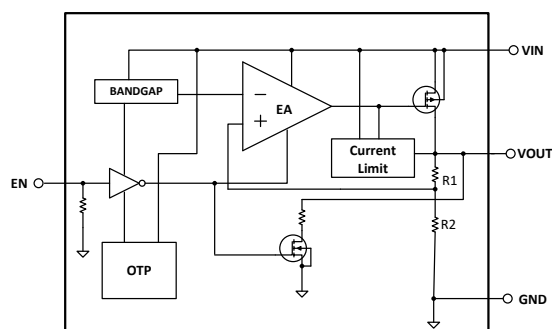 VIN
BANDGAP
−
EA
+
Current
Limit
VOUT
R1
EN
R2
OTP
GND